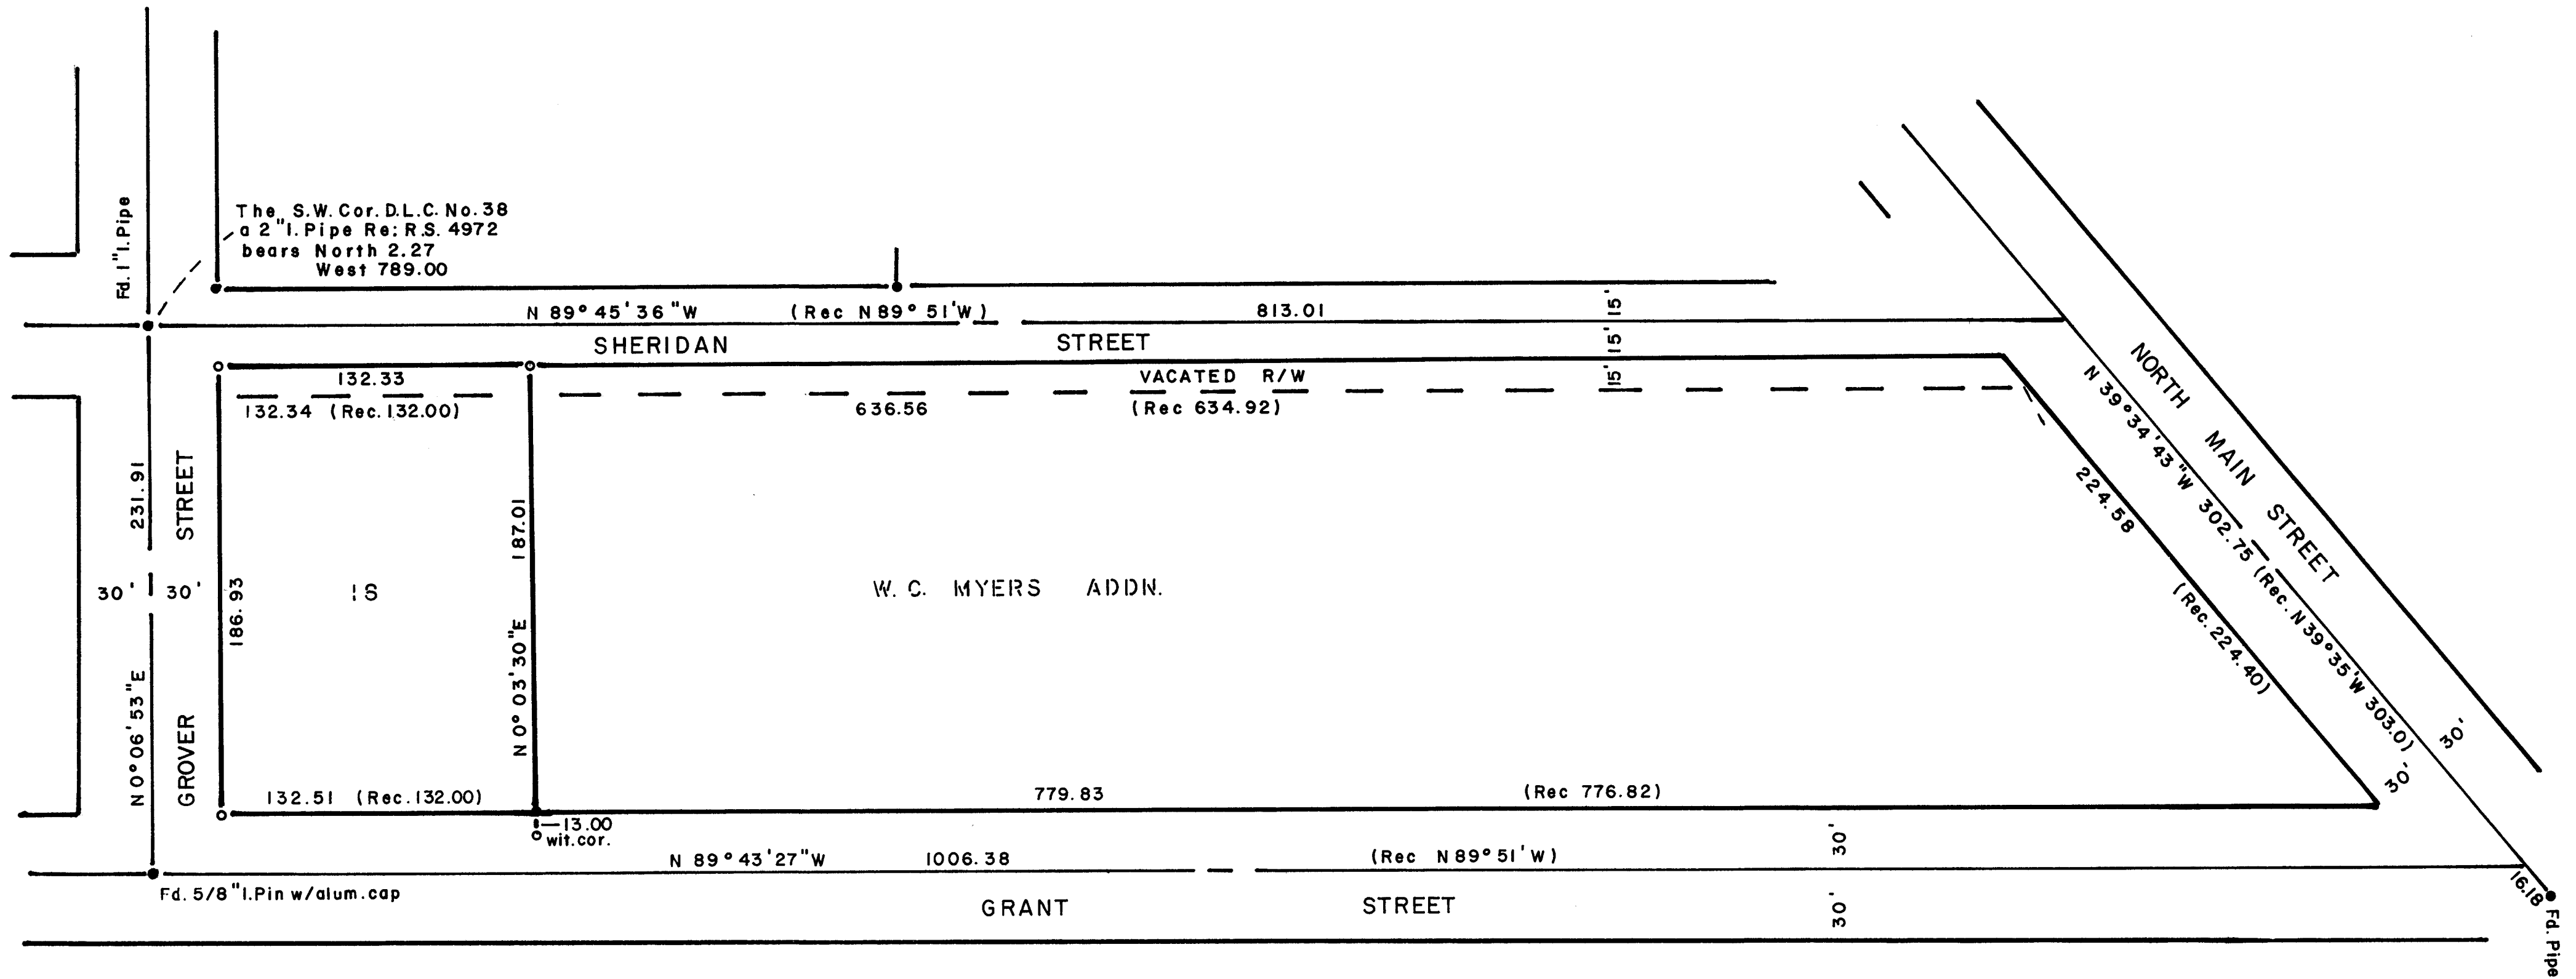 The S.W. Cor. D.L.C. No. 38
a 2" I. Pipe Re: R.S. 4972
bears North 2.27
West 789.00
Fd. 1" I. Pipe
N 89° 45' 36" W (Rec N 89° 51' W) 813.01
15'
SHERIDAN STREET
15'
132.33
VACATED R/W
15'
132.34 (Rec. 132.00)
636.56 (Rec 634.92)
NORTH MAIN STREET
N 39° 34' 43" W 302.75 (Rec. N 39° 35' W 303.0)
224.58
(Rec. 224.40)
30'
30'
231.91
N 0° 06' 53" E
GROVER STREET
30' 30'
186.93
187.01
N 0° 03' 30" E
W. C. MYERS ADDN.
132.51 (Rec. 132.00)
779.83 (Rec 776.82)
13.00
wit. cor.
30'
N 89° 43' 27" W 1006.38 (Rec N 89° 51' W)
Fd. 5/8" I. Pin w/alum. cap
GRANT STREET
30'
16.18
Fd. Pipe